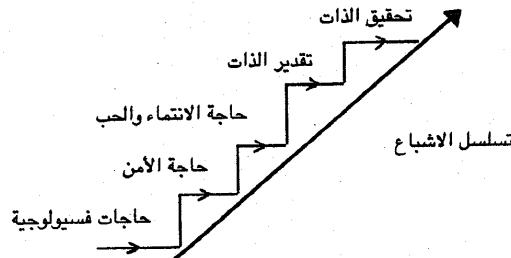 تحقيق الذات
تقدير الذات
حاجة الانتماء والحب
تسلسل الاشباع
حاجة الأمن
حاجات فسيولوجية